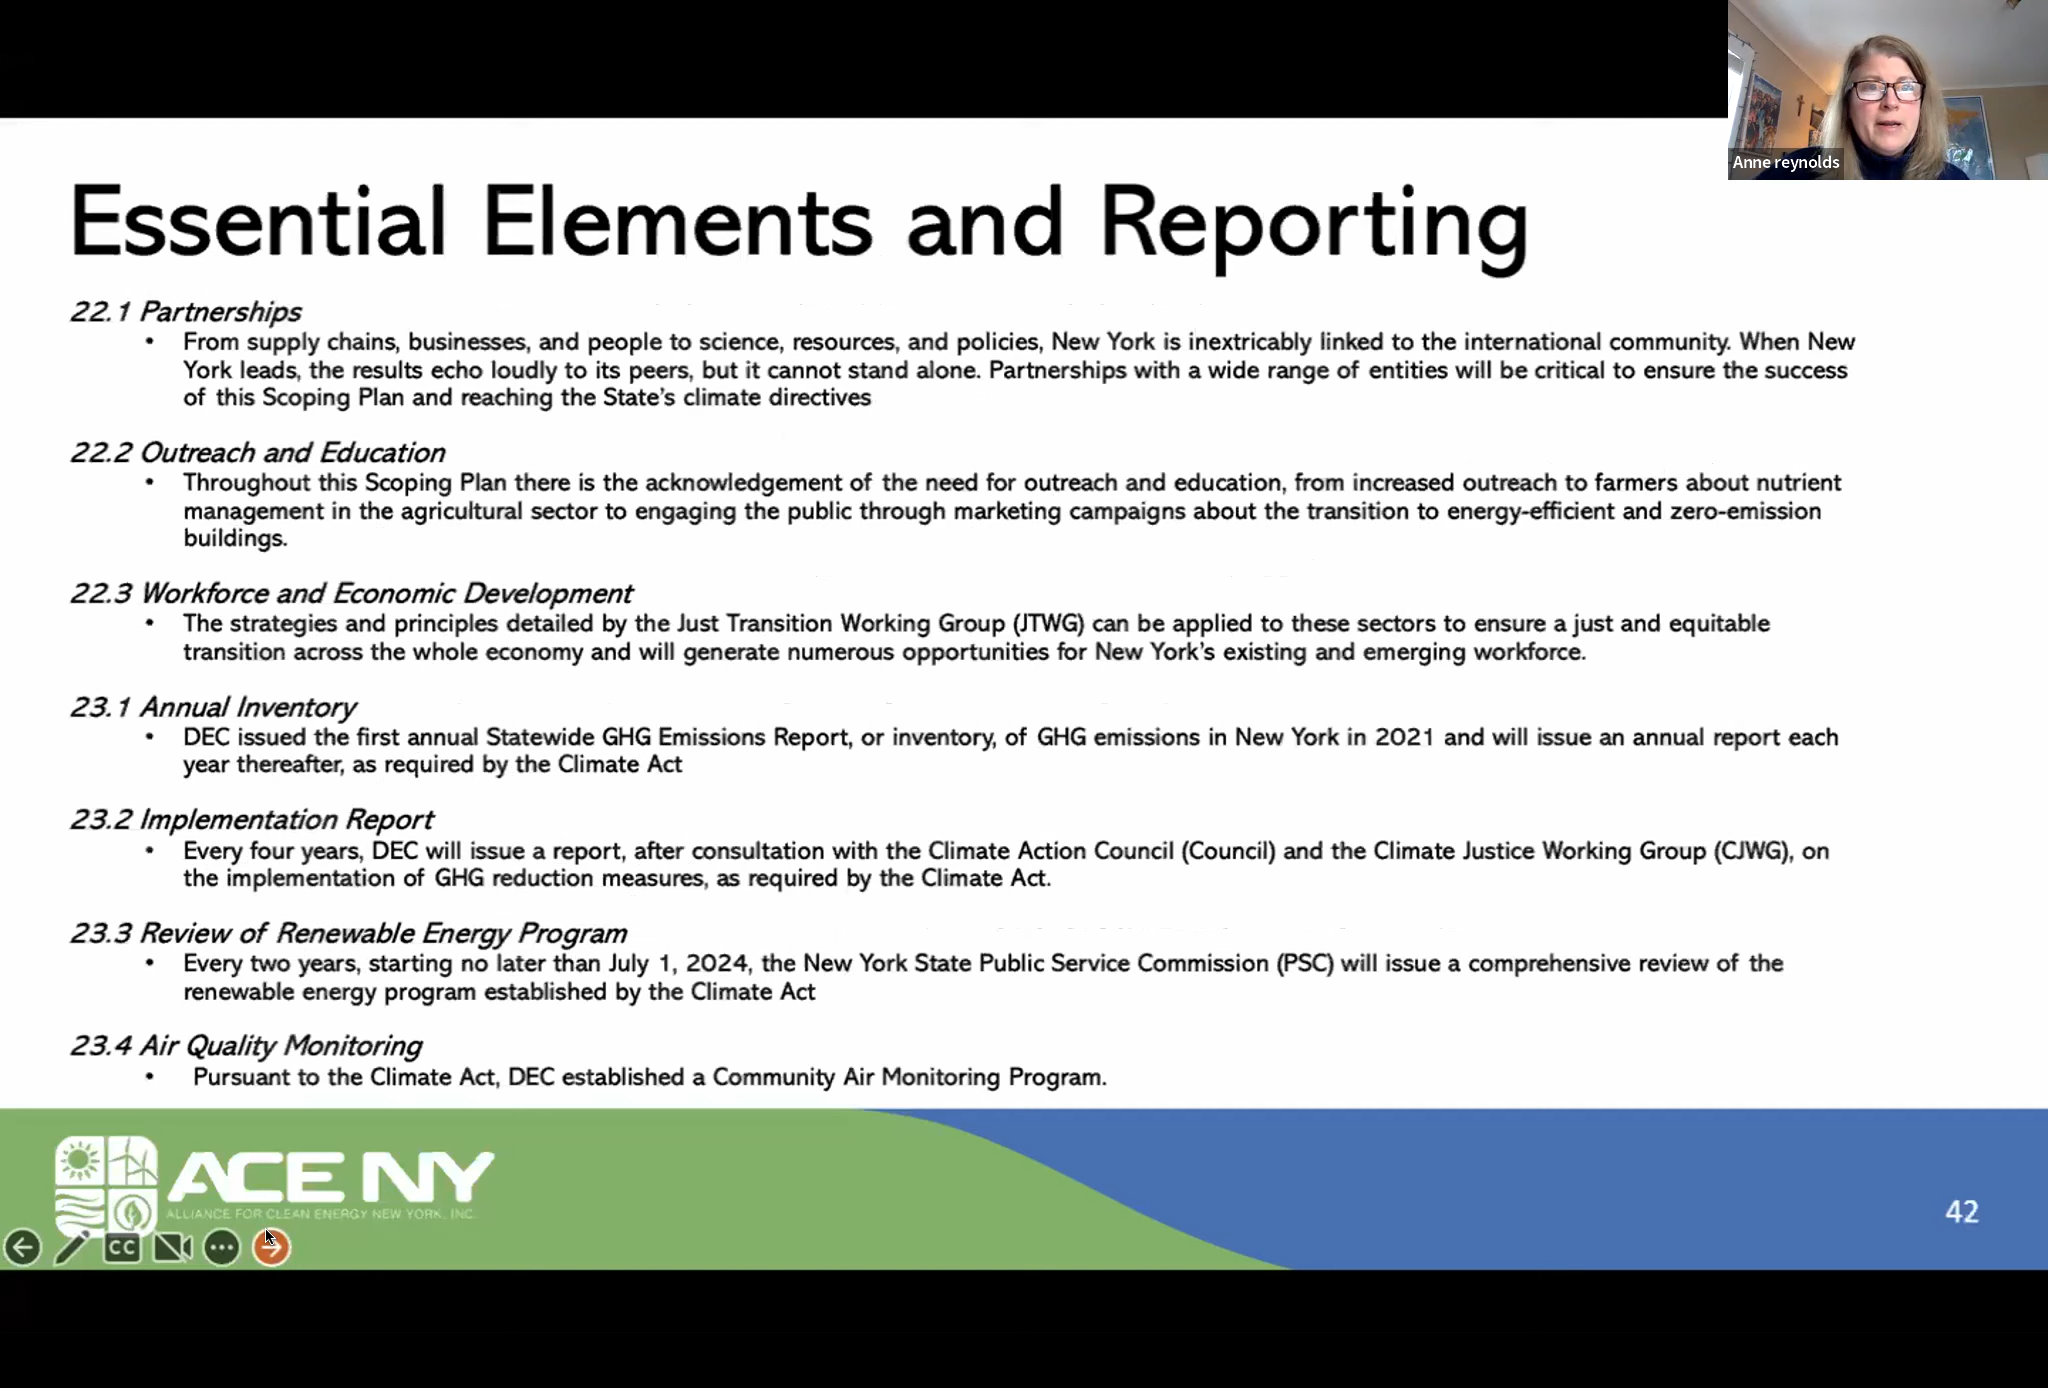 Anne reynolds
Essential Elements and Reporting
22.1 Partnerships
• From supply chains, businesses, and people to science, resources, and policies, New York is inextricably linked to the international community. When New
York leads, the results echo loudly to its peers, but it cannot stand alone. Partnerships with a wide range of entities will be critical to ensure the success
of this Scoping Plan and reaching the State's climate directives
22.2 Outreach and Education
• Throughout this Scoping Plan there is the acknowledgement of the need for outreach and education, from increased outreach to farmers about nutrient
management in the agricultural sector to engaging the public through marketing campaigns about the transition to energy-efficient and zero-emission
buildings.
22.3 Workforce and Economic Development
• The strategies and principles detailed by the Just Transition Working Group (JTWG) can be applied to these sectors to ensure a just and equitable
transition across the whole economy and will generate numerous opportunities for New York's existing and emerging workforce.
23.1 Annual Inventory
• DEC issued the first annual Statewide GHG Emissions Report, or inventory, of GHG emissions in New York in 2021 and will issue an annual report each
year thereafter, as required by the Climate Act
23.2 Implementation Report
• Every four years, DEC will issue a report, after consultation with the Climate Action Council (Council) and the Climate Justice Working Group (CJWG), on
the implementation of GHG reduction measures, as required by the Climate Act.
23.3 Review of Renewable Energy Program
• Every two years, starting no later than July 1, 2024, the New York State Public Service Commission (PSC) will issue a comprehensive review of the
renewable energy program established by the Climate Act
23.4 Air Quality Monitoring
• Pursuant to the Climate Act, DEC established a Community Air Monitoring Program.
ACE NY
ALLIANCE FOR CLEAN ENERGY NEW YORK, INC.
CC
42